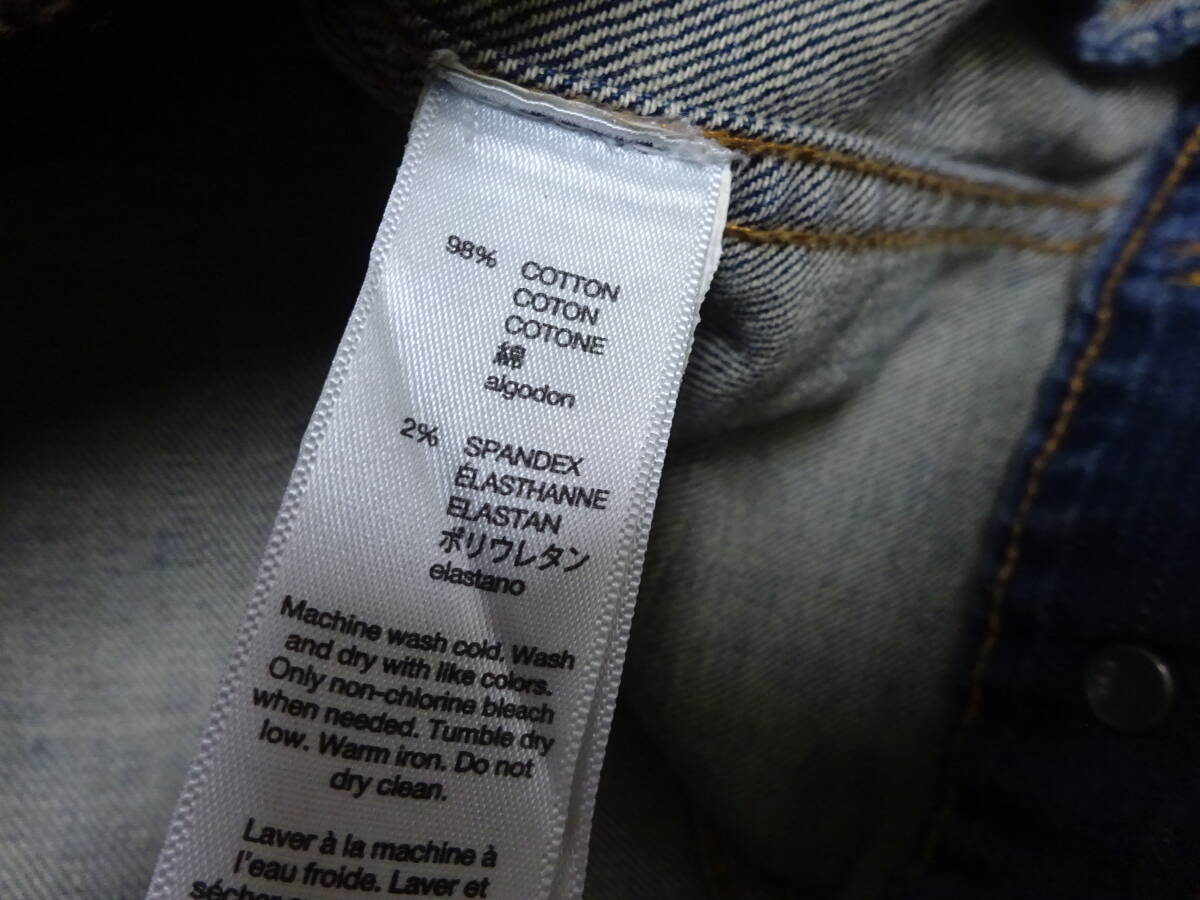 98% COTTON
COTON
COTONE
綿
algodon
2% SPANDEX
ELASTHANNE
ELASTAN
ポリウレタン
elastano
Machine wash cold. Wash
and dry with like colors.
Only non-chlorine bleach
when needed. Tumble dry
low. Warm iron. Do not
dry clean.
Laver à la machine à
l'eau froide. Laver et
sécher